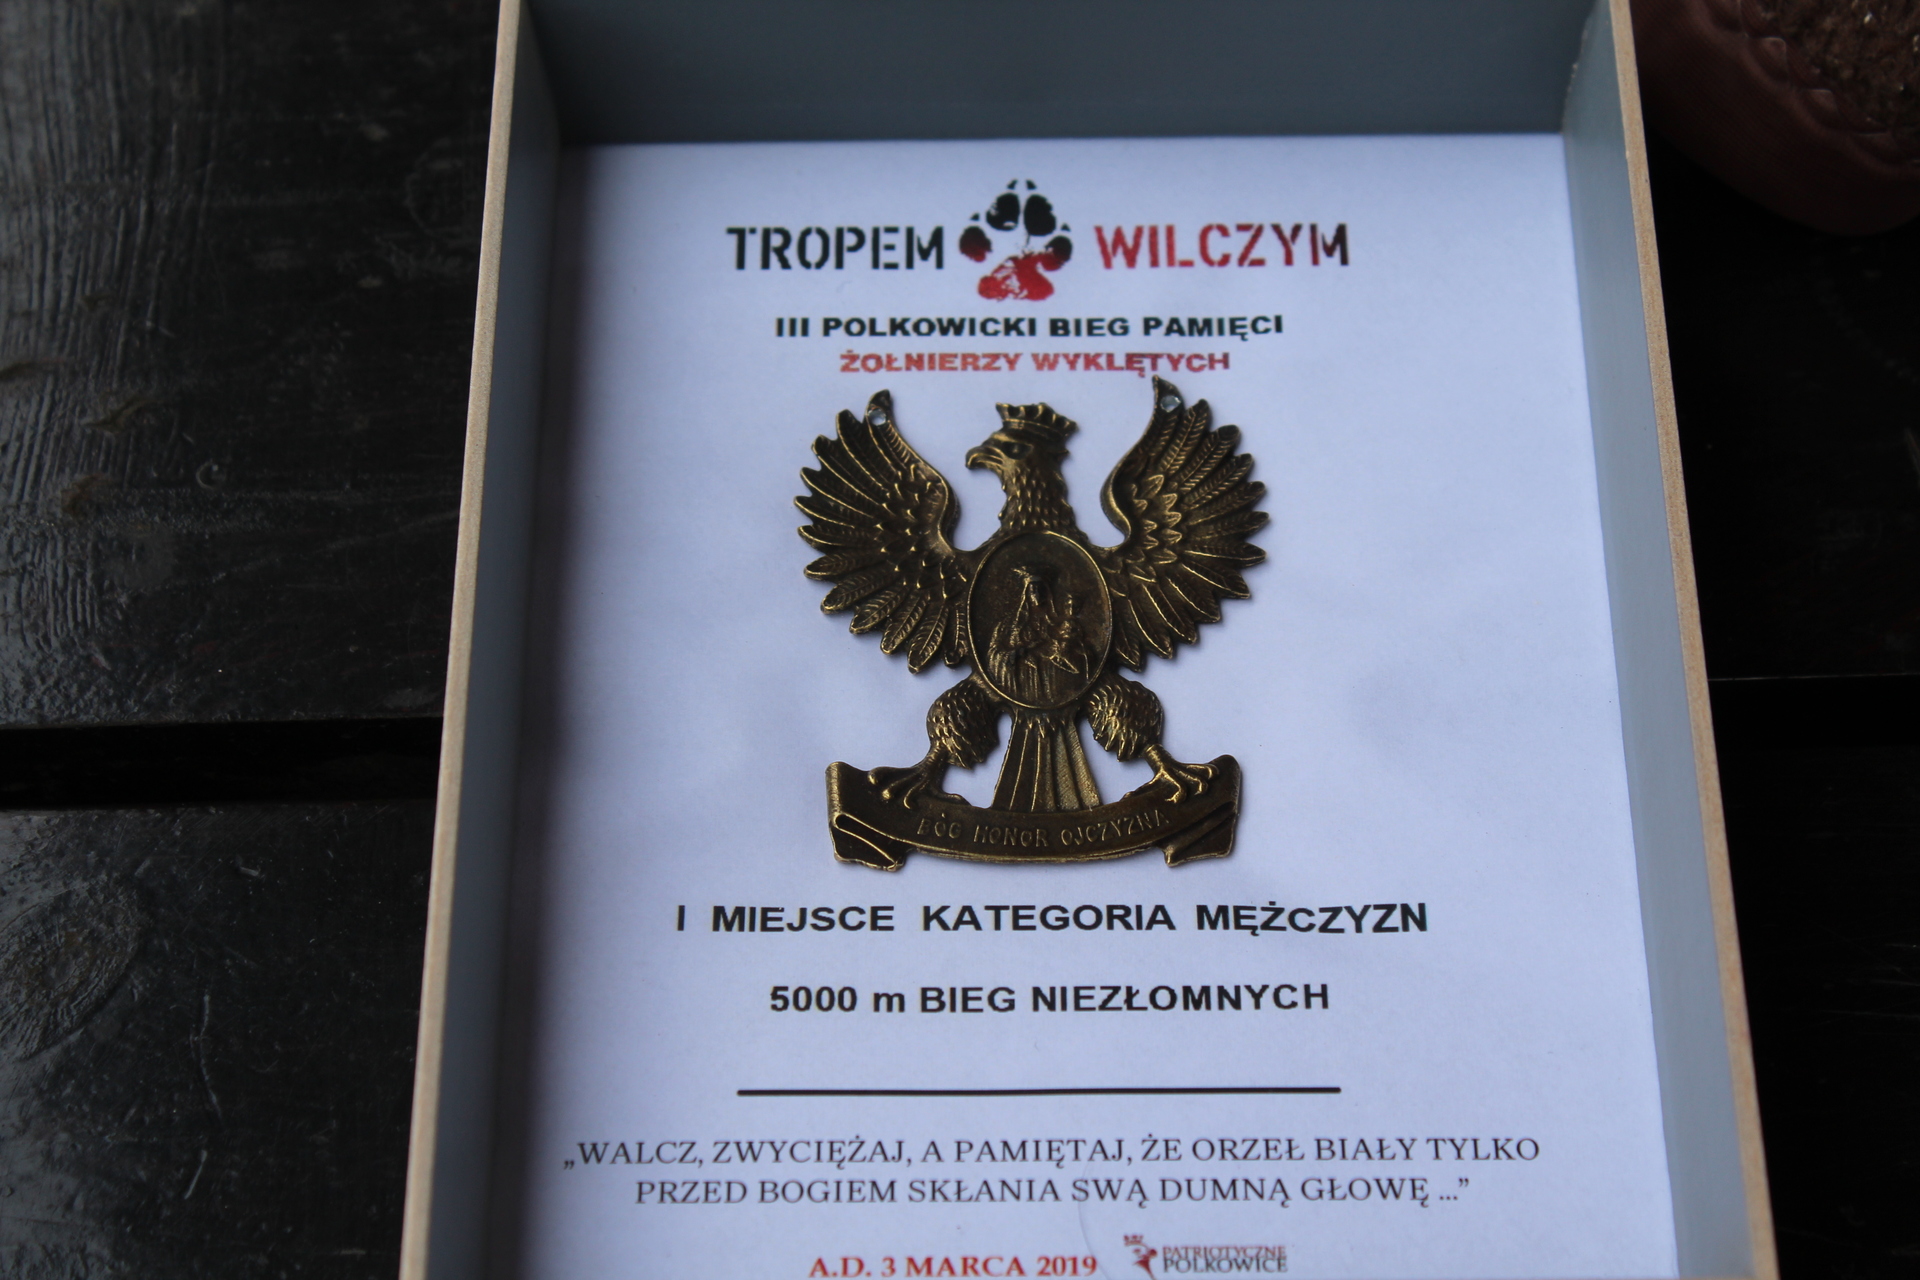 TROPEM WILCZYM
III POLKOWICKI BIEG PAMIĘCI
ŻOŁNIERZY WYKLĘTYCH
BÓG HONOR OJCZYZNA
I MIEJSCE KATEGORIA MĘŻCZYZN
5000 m BIEG NIEZŁOMNYCH
„WALCZ, ZWYCIĘŻAJ, A PAMIĘTAJ, ŻE ORZEŁ BIAŁY TYLKO
PRZED BOGIEM SKŁANIA SWĄ DUMNĄ GŁOWĘ ...”
A.D. 3 MARCA 2019
PATRIOTYCZNE
POLKOWICE